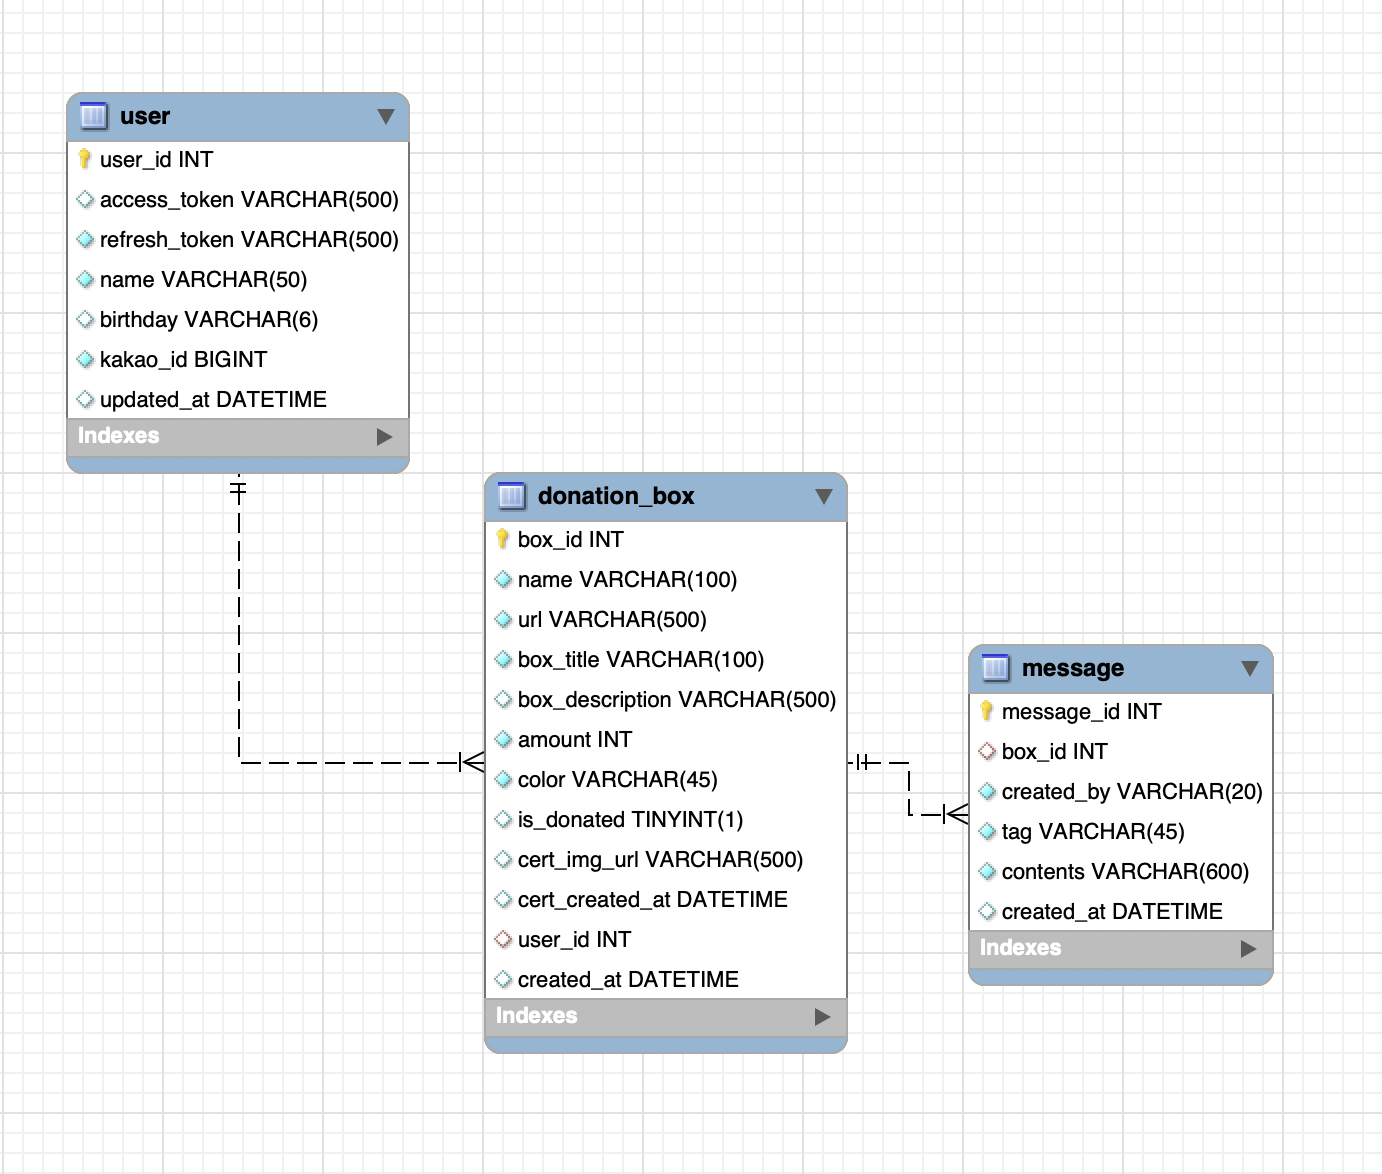 user
user_id INT
access_token VARCHAR(500)
refresh_token VARCHAR(500)
name VARCHAR(50)
birthday VARCHAR(6)
kakao_id BIGINT
updated_at DATETIME
Indexes
donation_box
box_id INT
name VARCHAR(100)
url VARCHAR(500)
box_title VARCHAR(100)
box_description VARCHAR(500)
amount INT
color VARCHAR(45)
is_donated TINYINT(1)
cert_img_url VARCHAR(500)
cert_created_at DATETIME
user_id INT
created_at DATETIME
Indexes
message
message_id INT
box_id INT
created_by VARCHAR(20)
tag VARCHAR(45)
contents VARCHAR(600)
created_at DATETIME
Indexes